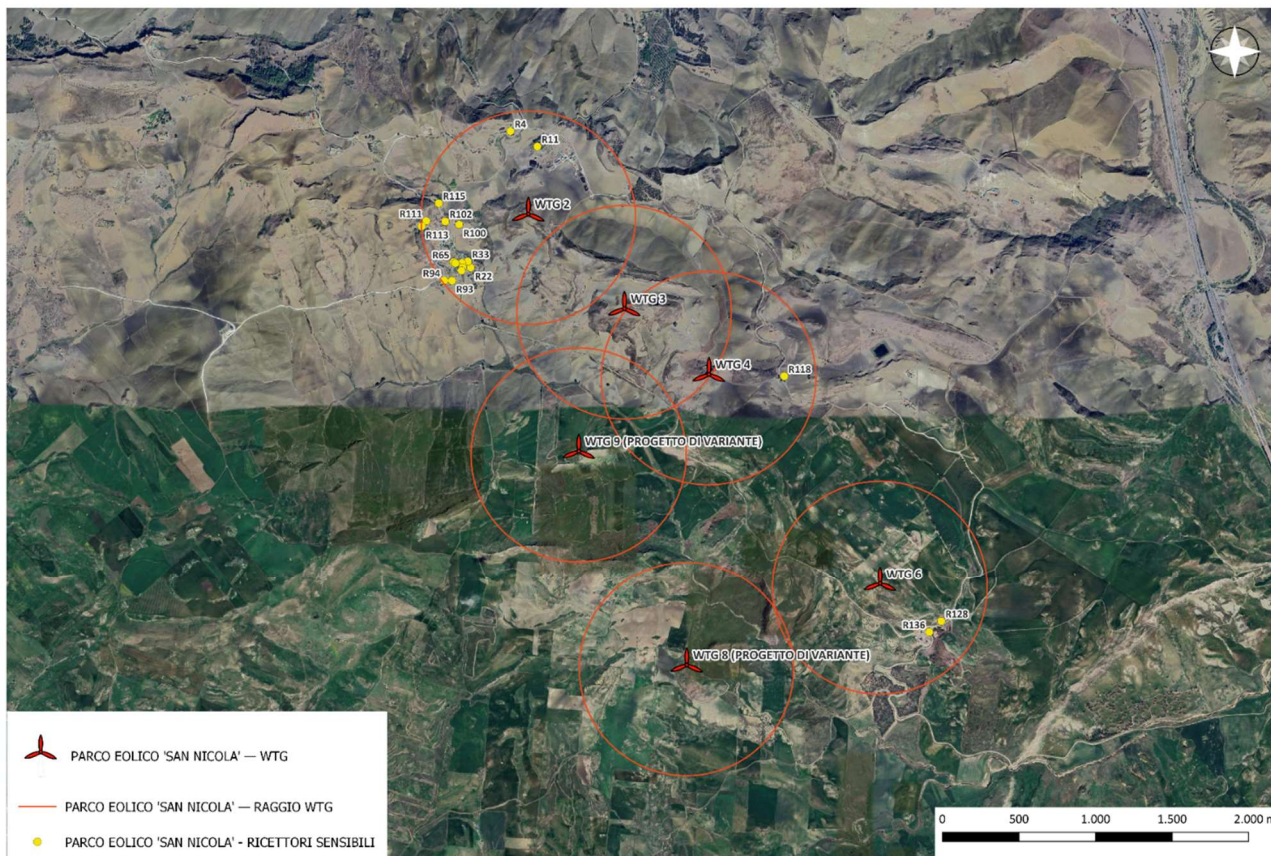 R4
R11
R115
WTG 2
R111
R102
R113
R100
R65
R33
R94
R22
R93
WTG 3
WTG 4
R118
WTG 9 (PROGETTO DI VARIANTE)
WTG 6
R128
R136
WTG 8 (PROGETTO DI VARIANTE)
PARCO EOLICO 'SAN NICOLA' — WTG
PARCO EOLICO 'SAN NICOLA' — RAGGIO WTG
PARCO EOLICO 'SAN NICOLA' - RICETTORI SENSIBILI
0 500 1.000 1.500 2.000 m